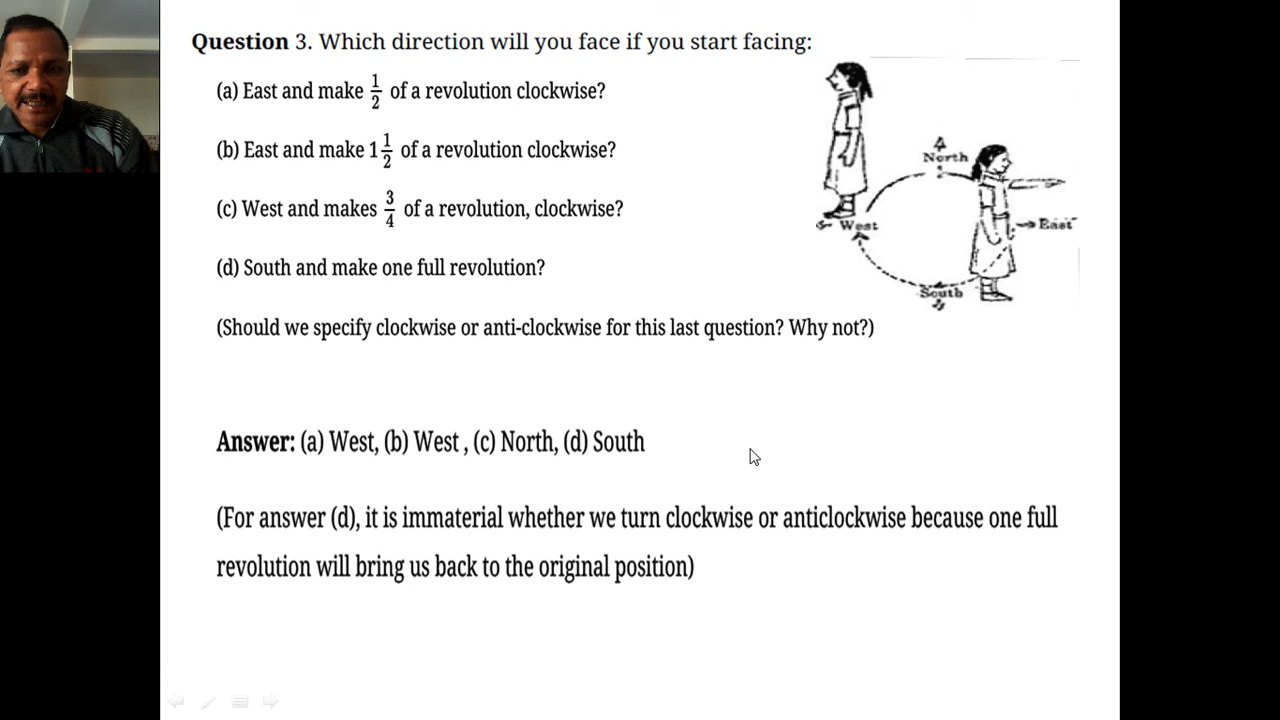 Question 3. Which direction will you face if you start facing:
(a) East and make 1/2 of a revolution clockwise?
(b) East and make 1 1/2 of a revolution clockwise?
(c) West and makes 3/4 of a revolution, clockwise?
(d) South and make one full revolution?
(Should we specify clockwise or anti-clockwise for this last question? Why not?)
North
West
East
South
Answer: (a) West, (b) West , (c) North, (d) South
(For answer (d), it is immaterial whether we turn clockwise or anticlockwise because one full
revolution will bring us back to the original position)